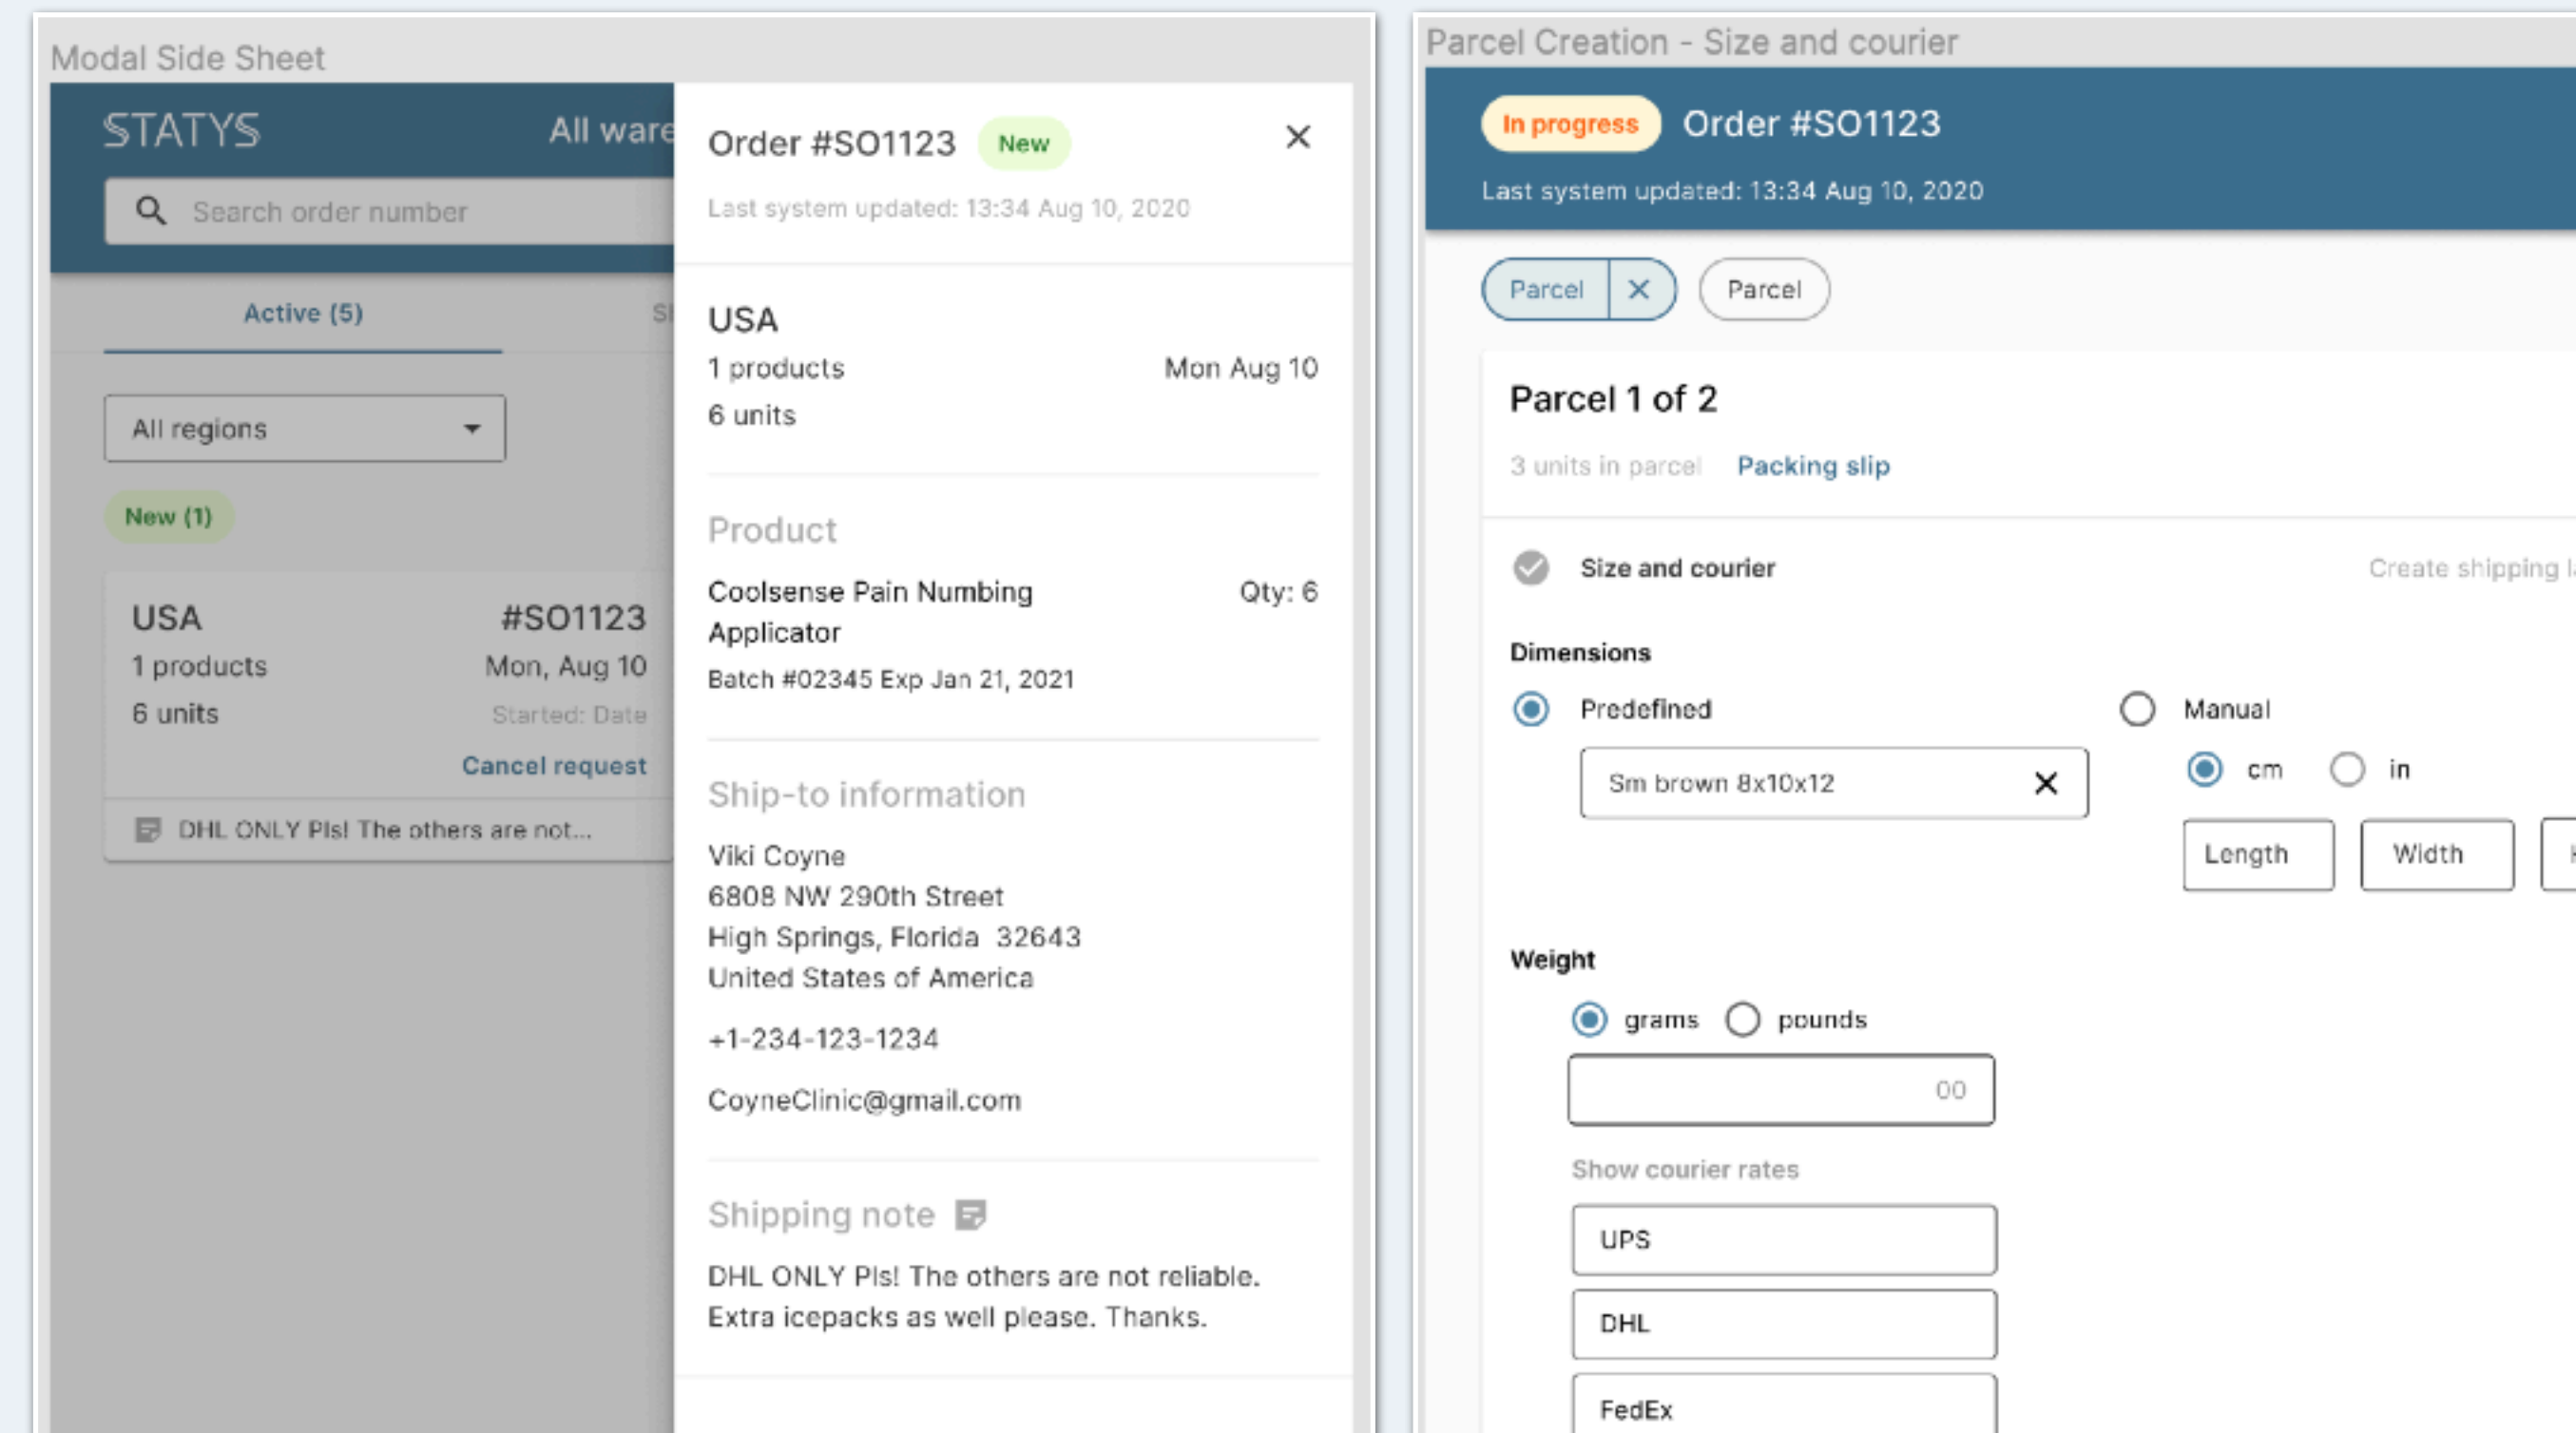 Modal Side Sheet
STATYS
All ware
Search order number
Active (5)
All regions
New (1)
USA
#SO1123
1 products
Mon, Aug 10
6 units
Started: Date
Cancel request
DHL ONLY Pls! The others are not...
Order #SO1123
New
Last system updated: 13:34 Aug 10, 2020
USA
1 products
Mon Aug 10
6 units
Product
Coolsense Pain Numbing
Qty: 6
Applicator
Batch #02345 Exp Jan 21, 2021
Ship-to information
Viki Coyne
6808 NW 290th Street
High Springs, Florida 32643
United States of America
+1-234-123-1234
CoyneClinic@gmail.com
Shipping note
DHL ONLY Pls! The others are not reliable.
Extra icepacks as well please. Thanks.
Parcel Creation - Size and courier
In progress
Order #SO1123
Last system updated: 13:34 Aug 10, 2020
Parcel
Parcel
Parcel 1 of 2
3 units in parcel
Packing slip
Size and courier
Create shipping
Dimensions
Predefined
Manual
Sm brown 8x10x12
cm
in
Length
Width
Weight
grams
pounds
00
Show courier rates
UPS
DHL
FedEx